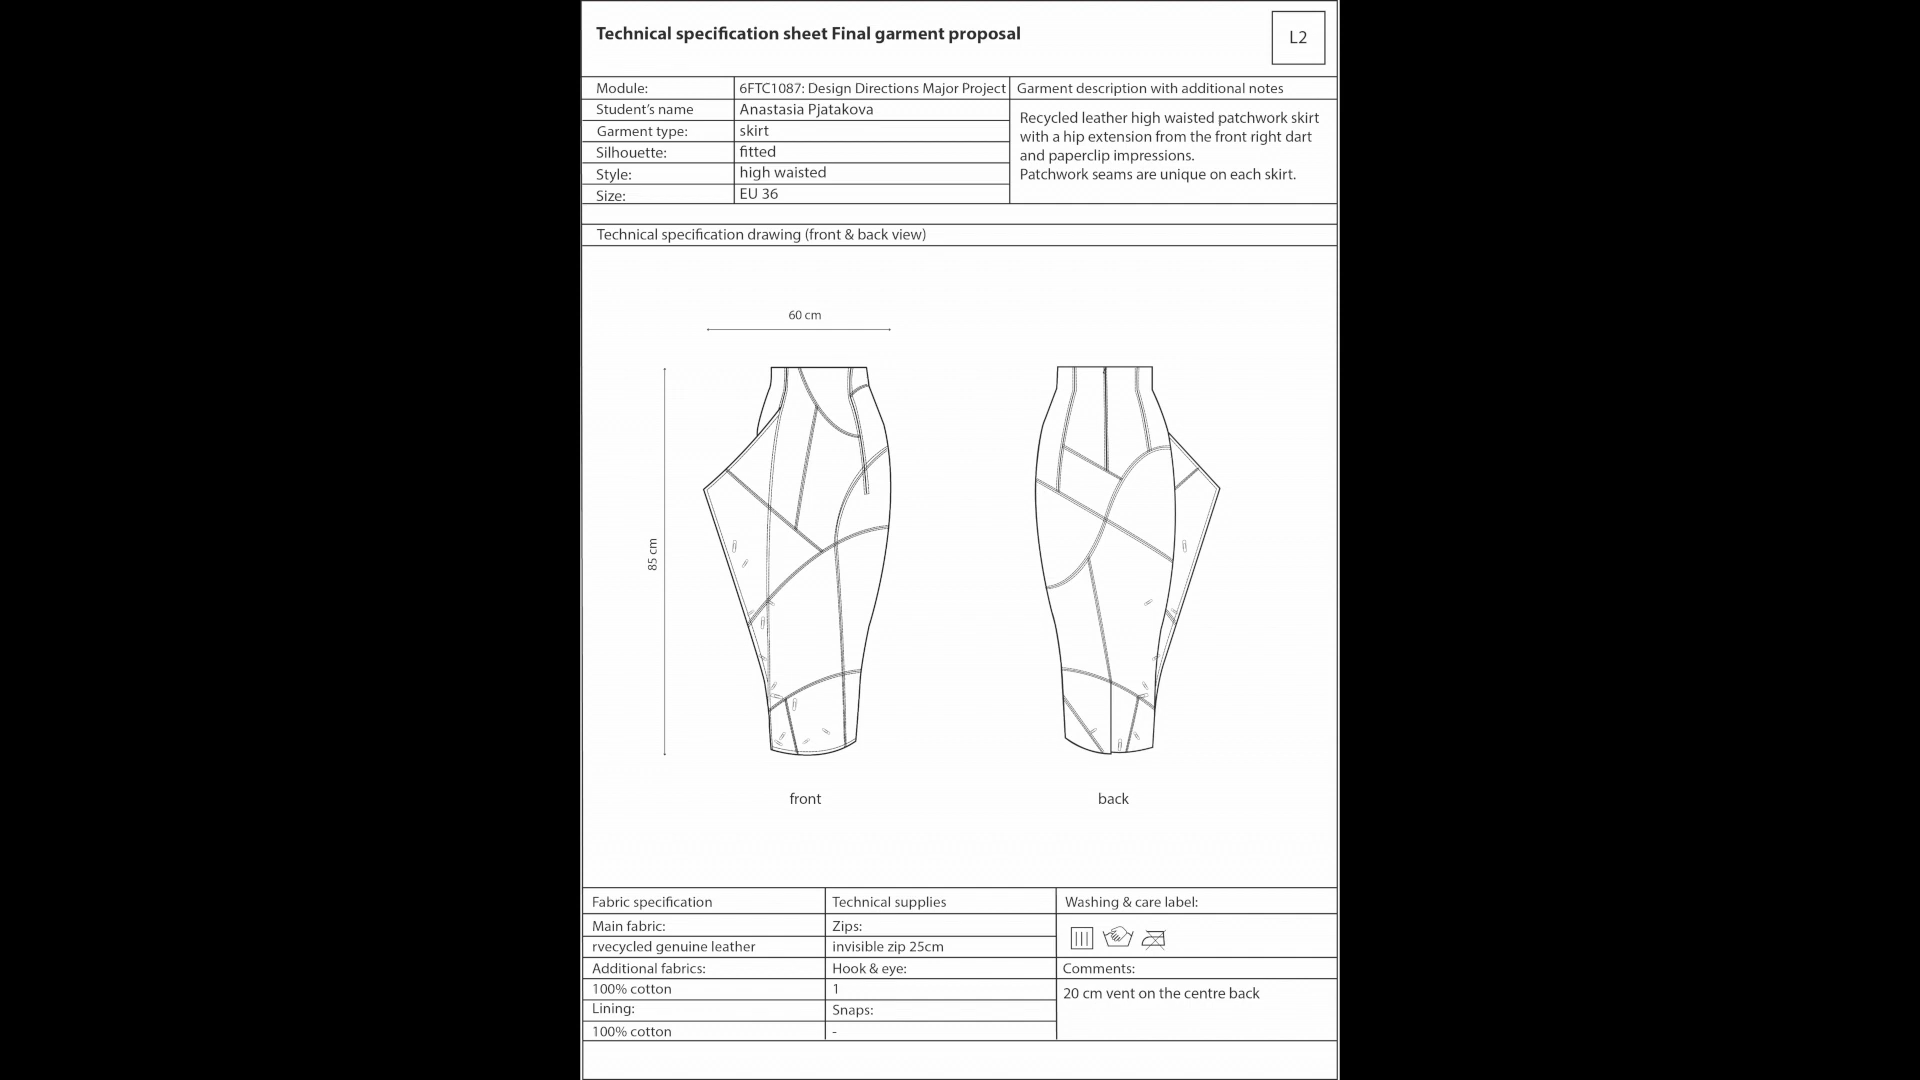 Technical specification sheet Final garment proposal
L2
Module:
6FTC1087: Design Directions Major Project
Garment description with additional notes
Student's name
Anastasia Pjatakova
Garment type:
skirt
Silhouette:
fitted
Style:
high waisted
Size:
EU 36
Recycled leather high waisted patchwork skirt
with a hip extension from the front right dart
and paperclip impressions.
Patchwork seams are unique on each skirt.
Technical specification drawing (front & back view)
60 cm
85 cm
front
back
Fabric specification
Technical supplies
Washing & care label:
Main fabric:
Zips:
rvecycled genuine leather
invisible zip 25cm
Additional fabrics:
Hook & eye:
Comments:
100% cotton
1
20 cm vent on the centre back
Lining:
Snaps:
100% cotton
-